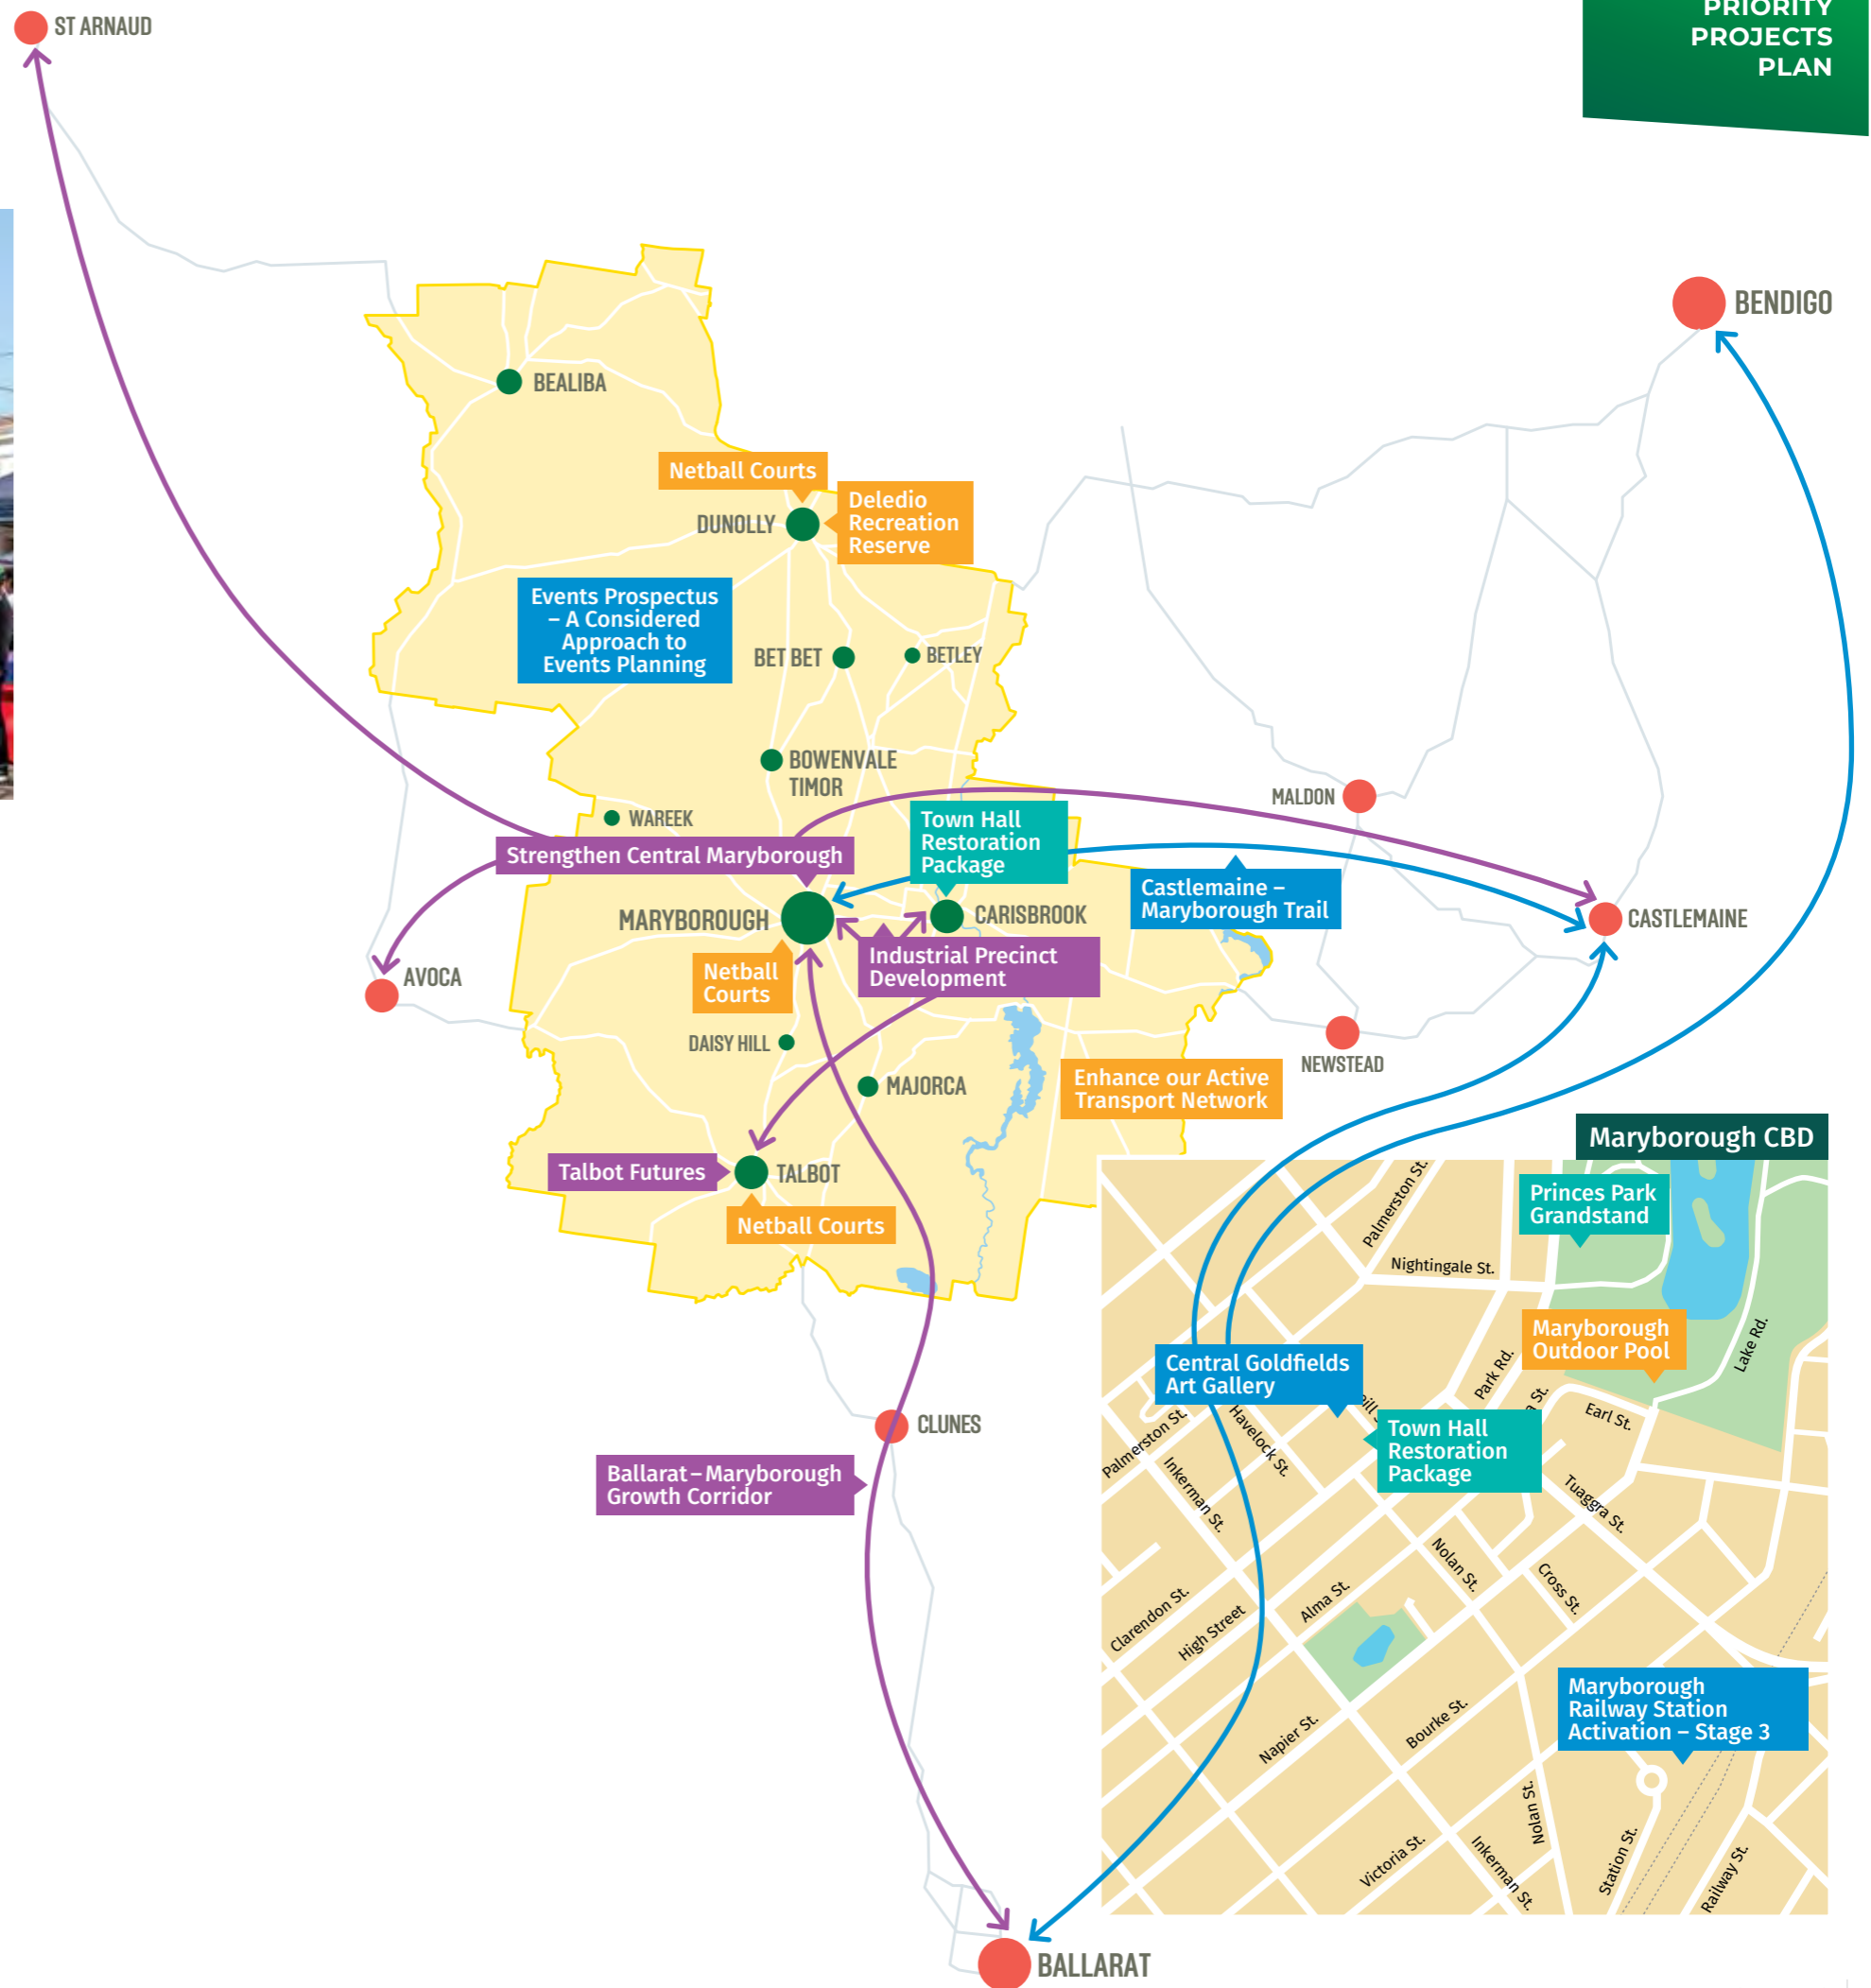 PRIORITY
PROJECTS
PLAN
ST ARNAUD
BENDIGO
BEALIBA
Netball Courts
Deledio
Recreation
Reserve
DUNOLLY
Events Prospectus
– A Considered
Approach to
Events Planning
BET BET
BETLEY
BOWENVALE
TIMOR
MALDON
WAREEK
Town Hall
Restoration
Package
Strengthen Central Maryborough
Castlemaine –
Maryborough Trail
MARYBOROUGH
CARISBROOK
CASTLEMAINE
Industrial Precinct
Development
Netball
Courts
AVOCA
DAISY HILL
NEWSTEAD
MAJORCA
Enhance our Active
Transport Network
Talbot Futures
TALBOT
Netball Courts
CLUNES
Ballarat – Maryborough
Growth Corridor
BALLARAT
Maryborough CBD
Palmerston St.
Princes Park
Grandstand
Nightingale St.
Maryborough
Outdoor Pool
Lake Rd.
Park Rd.
Central Goldfields
Art Gallery
Earl St.
Havelock St.
Palmerston St.
Town Hall
Restoration
Package
Inkerman St.
Tuaggra St.
Nolan St.
Cross St.
Alma St.
Clarendon St.
High Street
Maryborough
Railway Station
Activation – Stage 3
Napier St.
Bourke St.
Nolan St.
Victoria St.
Inkerman St.
Station St.
Railway St.